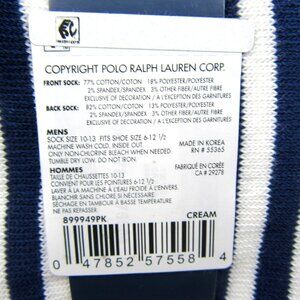 COPYRIGHT POLO RALPH LAUREN CORP.
FRONT SOCK: 77% COTTON/COTON 18% POLYESTER/POLYESTER
2% SPANDEX/SPANDEX 3% OTHER FIBER/AUTRE FIBRE
EXCLUSIVE OF DECORATION / A L'EXCEPTION DES GARNITURES
BACK SOCK: 82% COTTON/COTON 13% POLYESTER/POLYESTER
2% SPANDEX/SPANDEX 3% OTHER FIBER/AUTRE FIBRE
EXCLUSIVE OF DECORATION / A L'EXCEPTION DES GARNITURES
MENS
SOCK SIZE 10-13 FITS SHOE SIZE 6-12 1/2
MACHINE WASH COLD, INSIDE OUT
ONLY NON-CHLORINE BLEACH WHEN NEEDED
TUMBLE DRY LOW. DO NOT IRON
MADE IN KOREA
RN # 55365
HOMMES
TAILLE DE CHAUSSETTES 10-13
CONVIENT POUR LES POINTURES 6-12 1/2
LAVER A LA MACHINE À L'EAU FROIDE ET À L'ENVERS
BLANCHIR SANS CHLORE SI NÉCESSAIRE
SÉCHAGE EN TAMBOUR À BASSE TEMPÉRATURE
NE PAS REPASSER
FABRIQUÉ EN CORÉE
CA # 29278
899949PK
CREAM
0 47852 57558 4